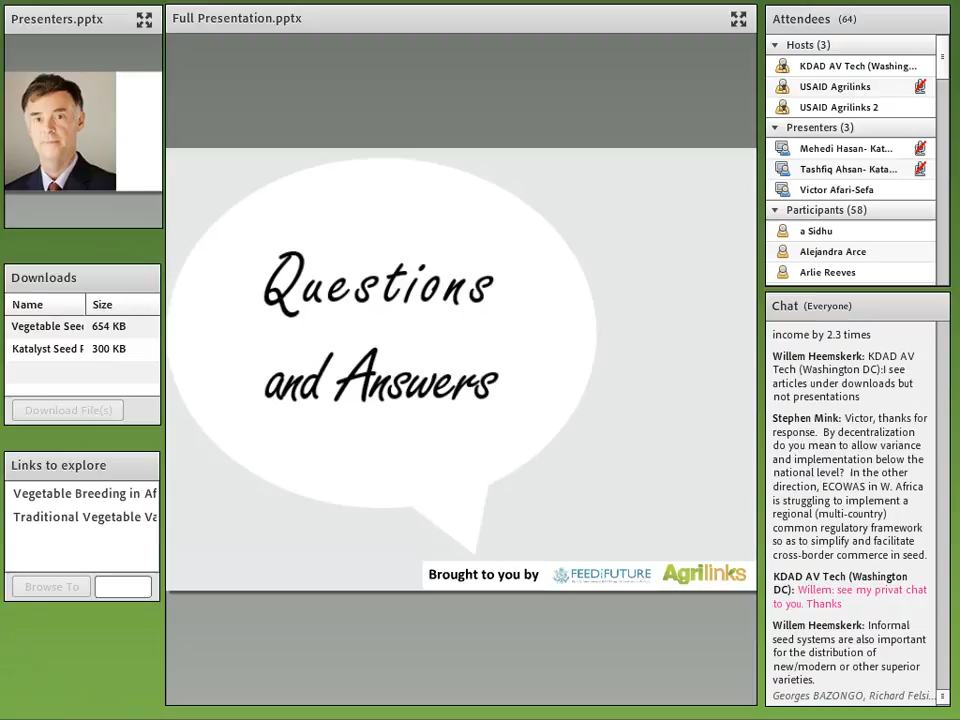 Presenters.pptx
Full Presentation.pptx
Questions
and Answers
Brought to you by FEEDTHEFUTURE Agrilinks
Downloads
Name Size
Vegetable Seed 654 KB
Katalyst Seed F 300 KB
Download File(s)
Links to explore
Vegetable Breeding in Af
Traditional Vegetable Va
Browse To
Attendees (64)
Hosts (3)
KDAD AV Tech (Washing...
USAID Agrilinks
USAID Agrilinks 2
Presenters (3)
Mehedi Hasan- Kat...
Tashfiq Ahsan- Kata...
Victor Afari-Sefa
Participants (58)
a Sidhu
Alejandra Arce
Arlie Reeves
Chat (Everyone)
income by 2.3 times
Willem Heemskerk: KDAD AV
Tech (Washington DC):I see
articles under downloads but
not presentations
Stephen Mink: Victor, thanks for
response. By decentralization
do you mean to allow variance
and implementation below the
national level? In the other
direction, ECOWAS in W. Africa
is struggling to implement a
regional (multi-country)
common regulatory framework
so as to simplify and facilitate
cross-border commerce in seed.
KDAD AV Tech (Washington
DC): Willem: see my privat chat
to you. Thanks
Willem Heemskerk: Informal
seed systems are also important
for the distribution of
new/modern or other superior
varieties.
Georges BAZONGO, Richard Felsi...